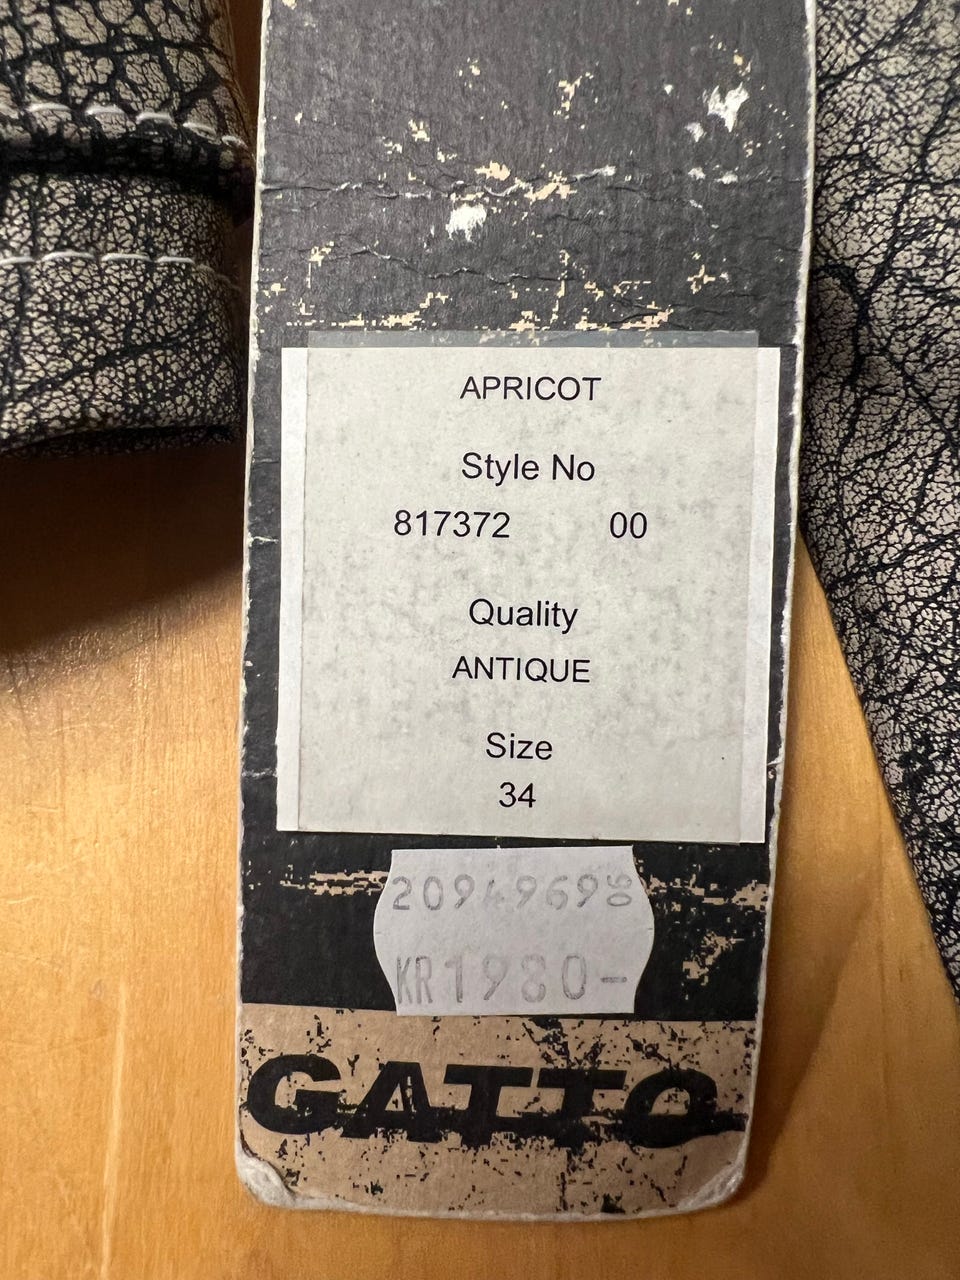 APRICOT
Style No
817372 00
Quality
ANTIQUE
Size
34
2094969 06
KR1980-
GATTO